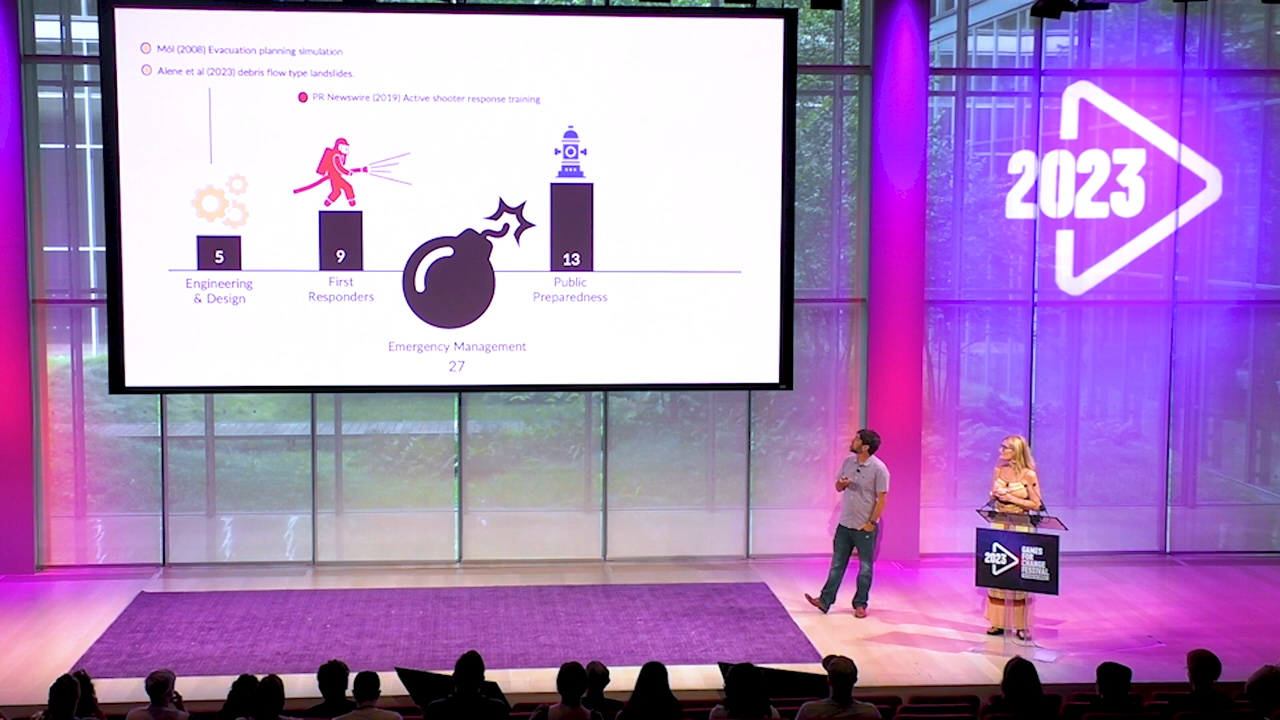 Mól (2008) Evacuation planning simulation
Alene et al (2023) debris flow type landslides.
PR Newswire (2019) Active shooter response training
5
9
13
Engineering
& Design
First
Responders
Public
Preparedness
Emergency Management
27
2023
2023
GAMES
FOR
CHANGE
FESTIVAL